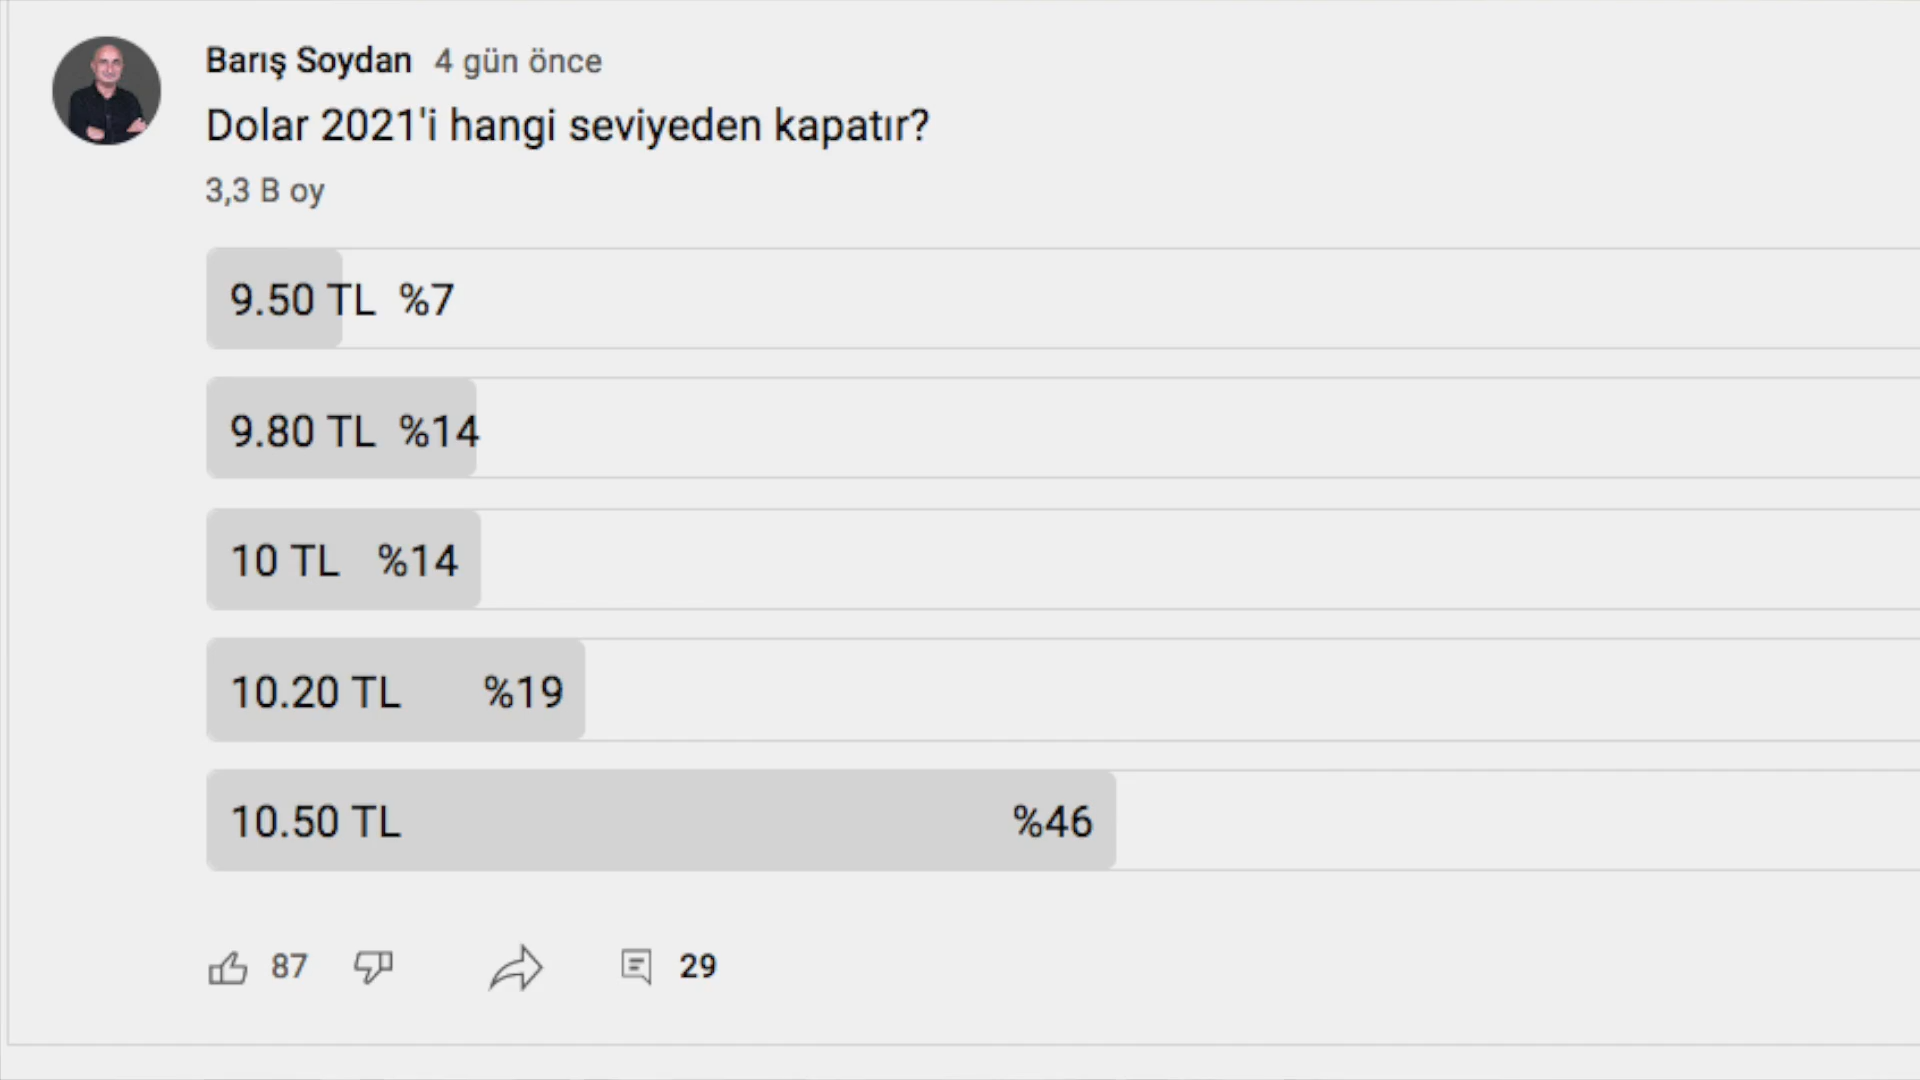 Barış Soydan 4 gün önce
Dolar 2021'i hangi seviyeden kapatır?
3,3 B oy
9.50 TL %7
9.80 TL %14
10 TL %14
10.20 TL %19
10.50 TL %46
87 29